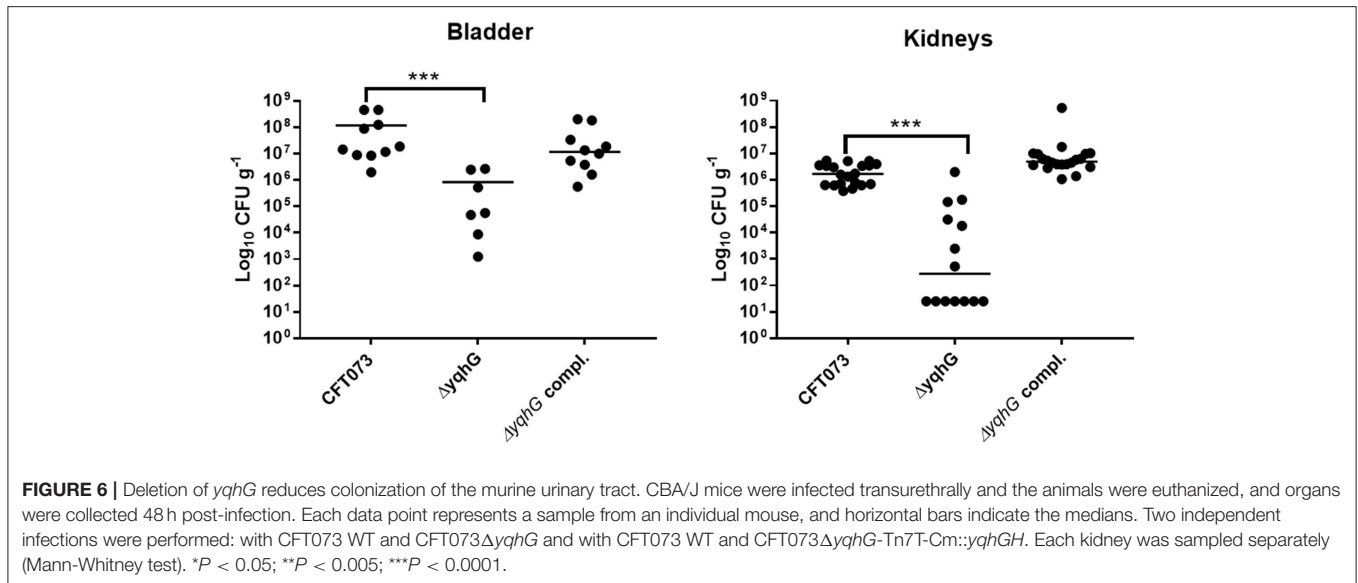 Bladder
***
Log₁₀ CFU g⁻¹
10⁹
10⁸
10⁷
10⁶
10⁵
10⁴
10³
10²
10¹
10⁰
CFT073
ΔyqhG
ΔyqhG compl.
Kidneys
***
Log₁₀ CFU g⁻¹
10⁹
10⁸
10⁷
10⁶
10⁵
10⁴
10³
10²
10¹
10⁰
CFT073
ΔyqhG
ΔyqhG compl.
FIGURE 6 | Deletion of yqhG reduces colonization of the murine urinary tract. CBA/J mice were infected transurethrally and the animals were euthanized, and organs
were collected 48 h post-infection. Each data point represents a sample from an individual mouse, and horizontal bars indicate the medians. Two independent
infections were performed: with CFT073 WT and CFT073ΔyqhG and with CFT073 WT and CFT073ΔyqhG-Tn7T-Cm::yqhGH. Each kidney was sampled separately
(Mann-Whitney test). *P < 0.05; **P < 0.005; ***P < 0.0001.